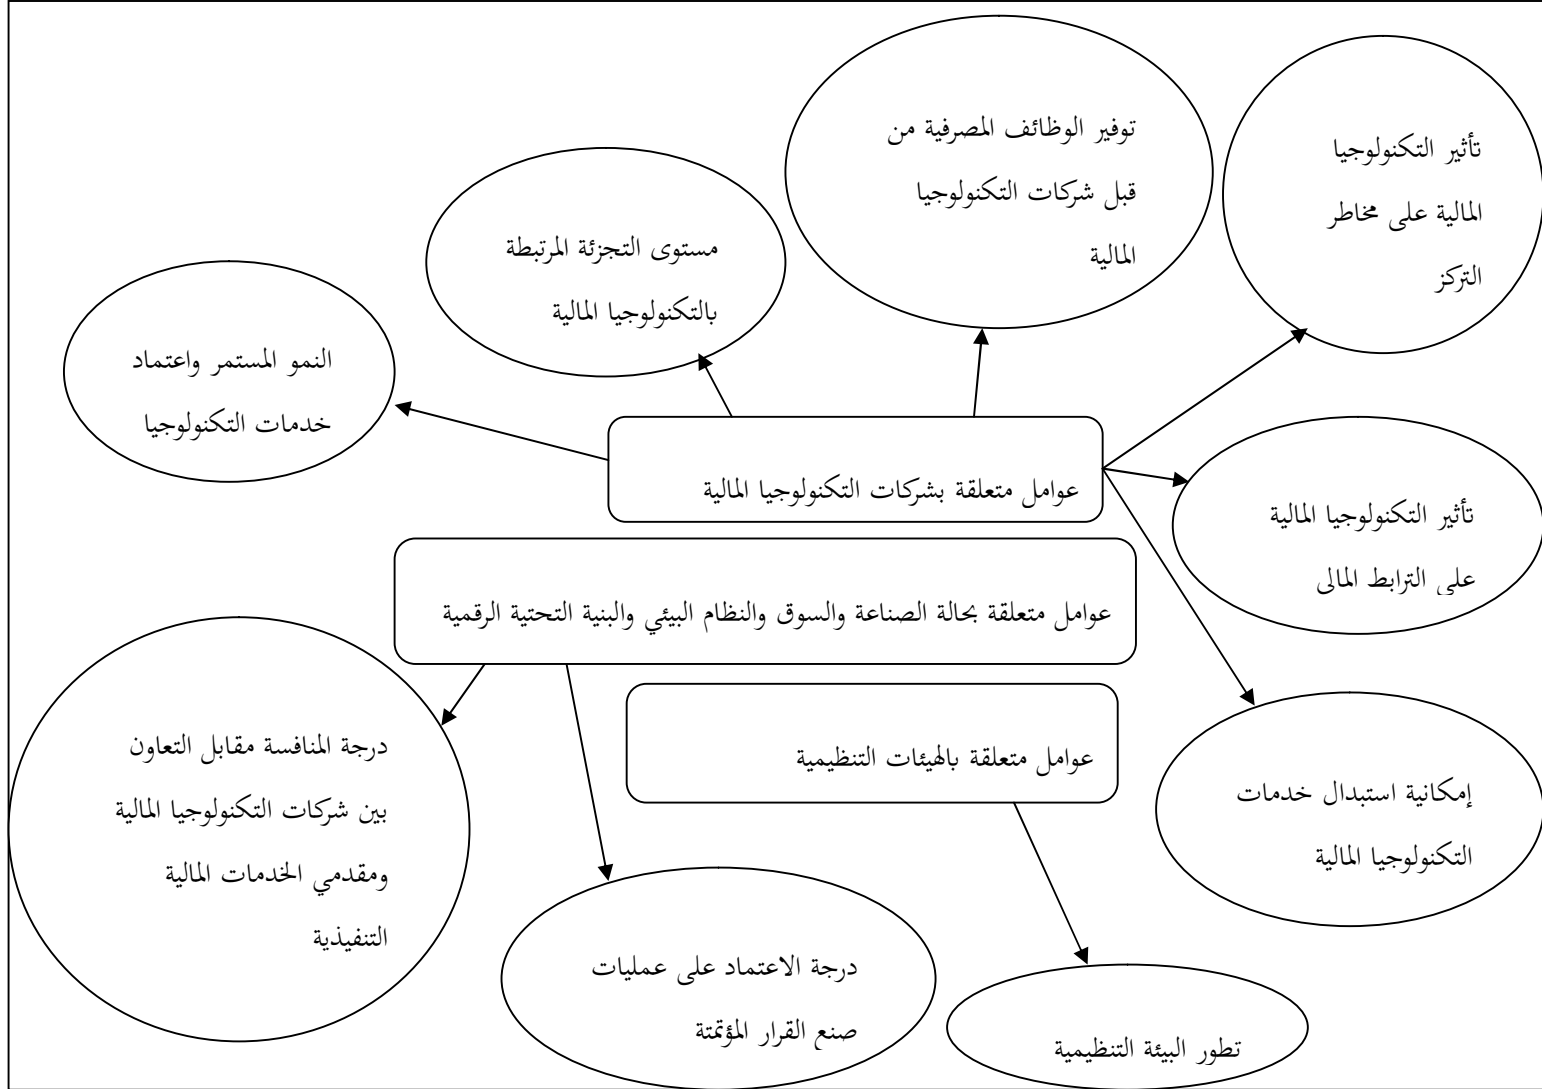 تأثير التكنولوجيا
المالية على مخاطر
التركز
توفير الوظائف المصرفية من
قبل شركات التكنولوجيا
المالية
مستوى التجزئة المرتبطة
بالتكنولوجيا المالية
النمو المستمر واعتماد
خدمات التكنولوجيا
عوامل متعلقة بشركات التكنولوجيا المالية
تأثير التكنولوجيا المالية
على الترابط المالى
عوامل متعلقة بحالة الصناعة والسوق والنظام البيئي والبنية التحتية الرقمية
عوامل متعلقة بالهيئات التنظيمية
إمكانية استبدال خدمات
التكنولوجيا المالية
درجة المنافسة مقابل التعاون
بين شركات التكنولوجيا المالية
ومقدمي الخدمات المالية
التنفيذية
درجة الاعتماد على عمليات
صنع القرار المؤتمتة
تطور البيئة التنظيمية